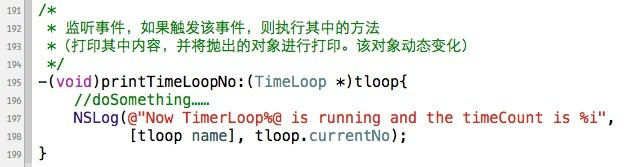 191 /*
192  * 监听事件，如果触发该事件，则执行其中的方法
193  *（打印其中内容，并将抛出的对象进行打印。该对象动态变化）
194  */
195 -(void)printTimeLoopNo:(TimeLoop *)tloop{
196     //doSomething……
197     NSLog(@"Now TimerLoop%@ is running and the timeCount is %i",
198           [tloop name], tloop.currentNo);
199 }